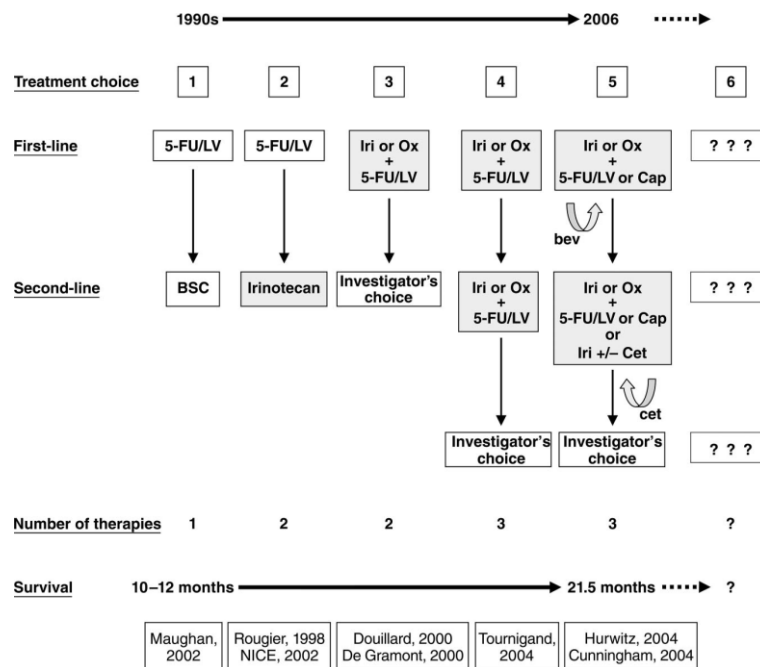 1990s 2006
Treatment choice 1 2 3 4 5 6
First-line
5-FU/LV
5-FU/LV
Iri or Ox
+
5-FU/LV
Iri or Ox
+
5-FU/LV
Iri or Ox
+
5-FU/LV or Cap
? ? ?
bev
Second-line
BSC
Irinotecan
Investigator's
choice
Iri or Ox
+
5-FU/LV
Iri or Ox
+
5-FU/LV or Cap
or
Iri +/– Cet
? ? ?
cet
Investigator's
choice
Investigator's
choice
? ? ?
Number of therapies 1 2 2 3 3 ?
Survival 10–12 months 21.5 months ?
Maughan,
2002
Rougier, 1998
NICE, 2002
Douillard, 2000
De Gramont, 2000
Tournigand,
2004
Hurwitz, 2004
Cunningham, 2004